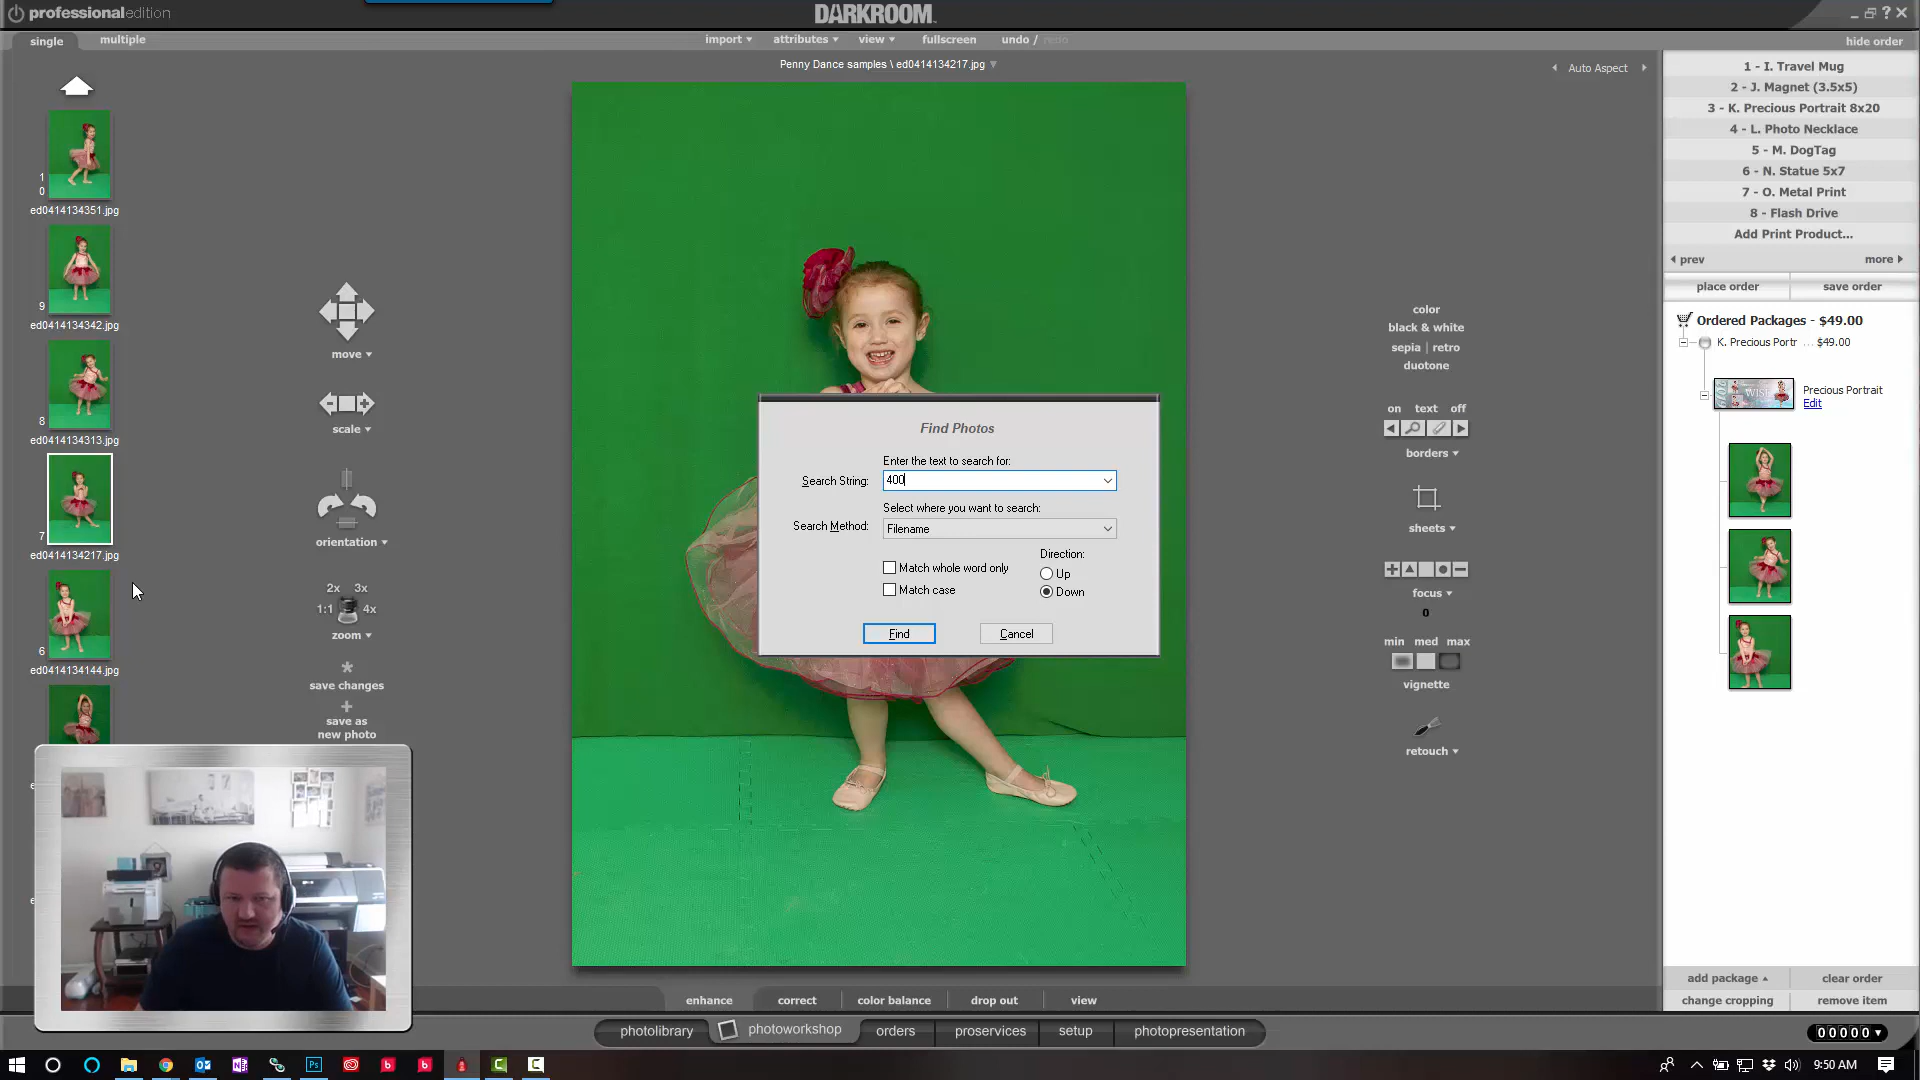 professionaledition
DARKROOM
single
multiple
import
attributes
view
fullscreen
undo / redo
hide order
Penny Dance samples \ ed0414134217.jpg
Auto Aspect
1 - I. Travel Mug
2 - J. Magnet (3.5x5)
3 - K. Precious Portrait 8x20
4 - L. Photo Necklace
5 - M. DogTag
6 - N. Statue 5x7
7 - O. Metal Print
8 - Flash Drive
Add Print Product...
prev
more
place order
save order
Ordered Packages - $49.00
K. Precious Portr ... $49.00
Precious Portrait
Edit
10
ed0414134351.jpg
9
ed0414134342.jpg
8
ed0414134313.jpg
7
ed0414134217.jpg
6
ed0414134144.jpg
move
scale
orientation
2x 3x
1:1 4x
zoom
save changes
save as
new photo
Find Photos
Enter the text to search for:
Search String: 400
Select where you want to search:
Search Method: Filename
Match whole word only
Match case
Direction:
Up
Down
Find
Cancel
color
black & white
sepia | retro
duotone
on text off
borders
sheets
focus
0
min med max
vignette
retouch
enhance
correct
color balance
drop out
view
photolibrary
photoworkshop
orders
proservices
setup
photopresentation
add package
clear order
change cropping
remove item
00000
9:50 AM